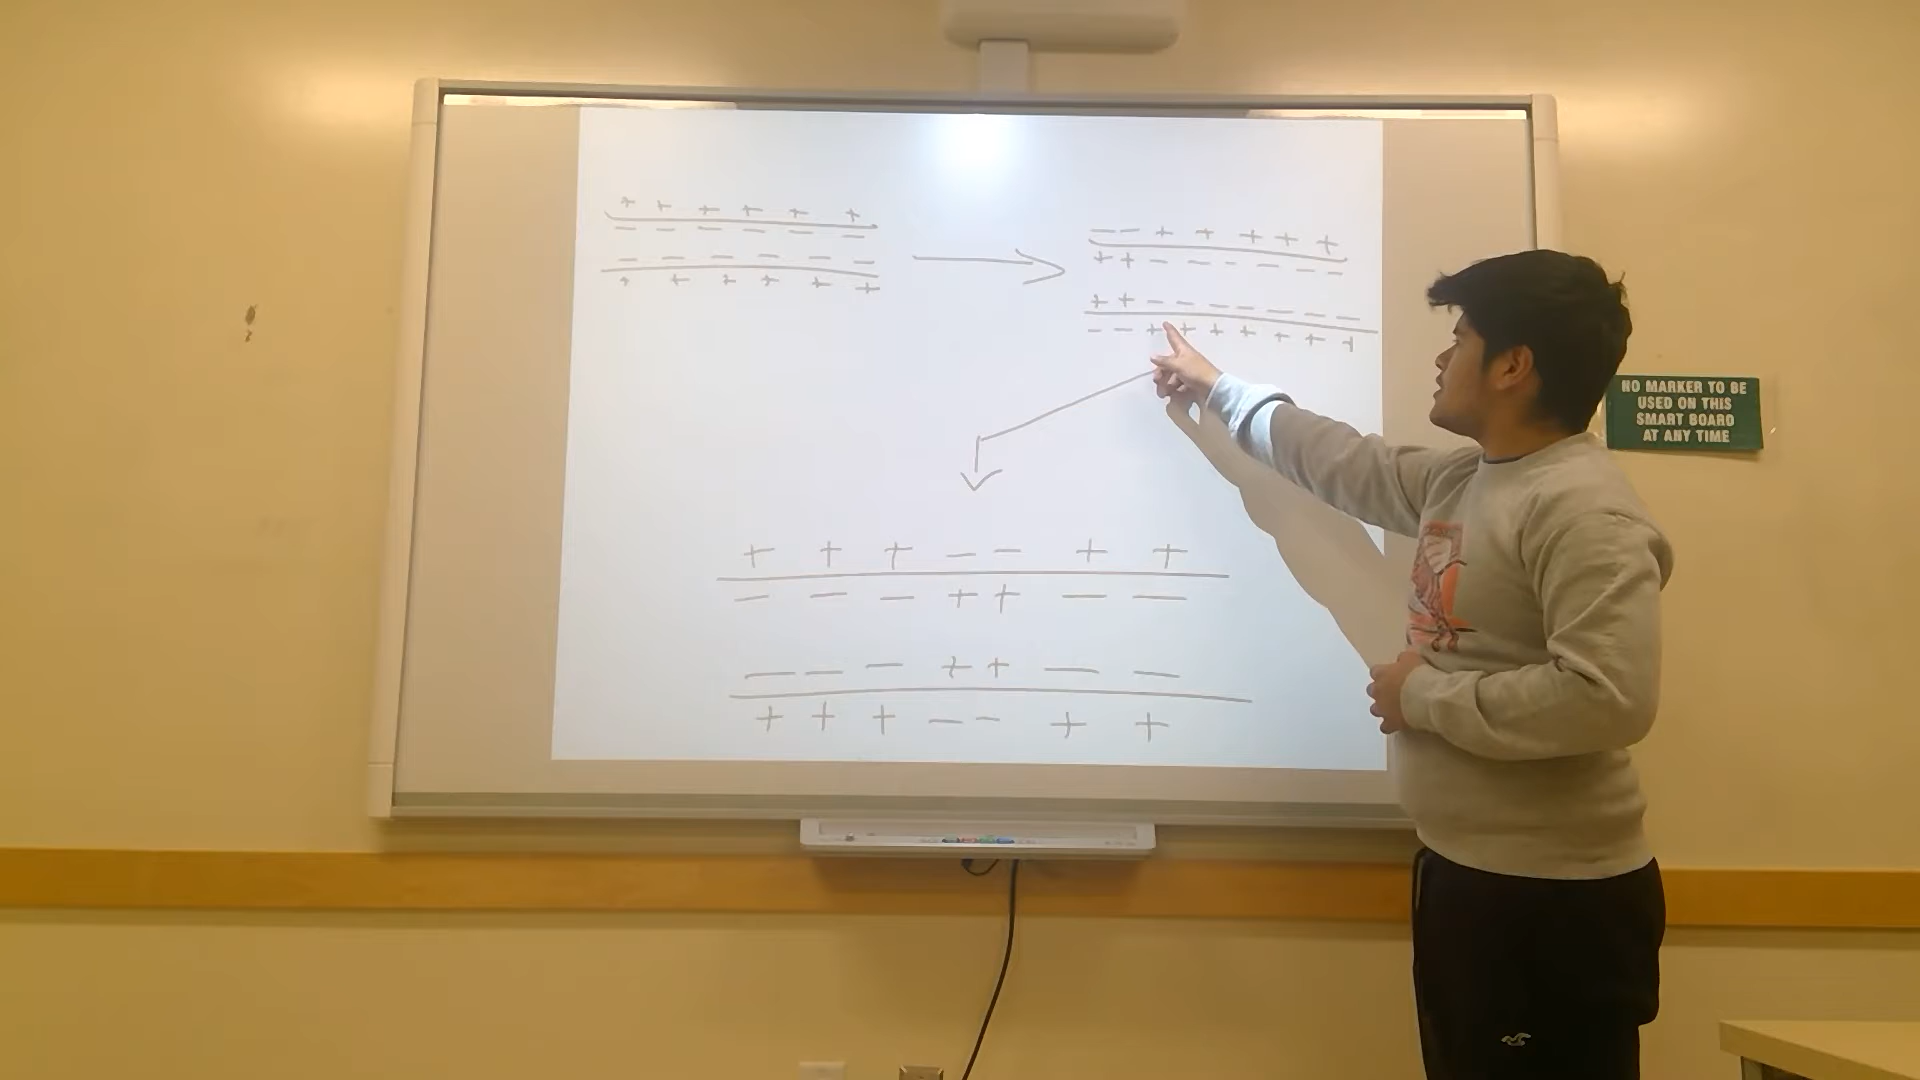 + + + + + +
— — — — — —
— — — — — —
+ + + + + +
— — + + + + +
+ + — — — - — — —
+ + — — — — — — —
— — + + + + + + +
+ + + — — + +
— — — + + — —
— — — + + — —
+ + + — — + +
NO MARKER TO BE
USED ON THIS
SMART BOARD
AT ANY TIME